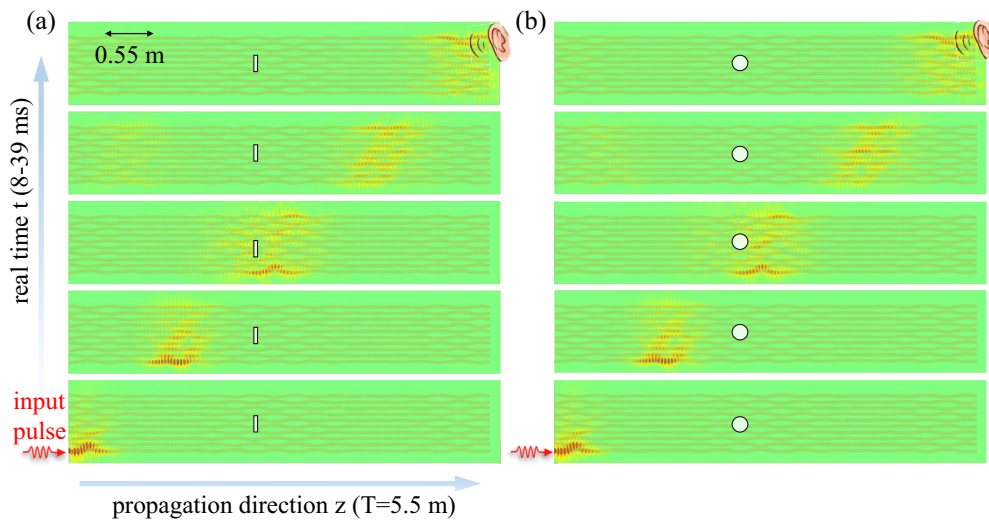 (a)
(b)
0.55 m
real time t (8-39 ms)
input
pulse
propagation direction z (T=5.5 m)